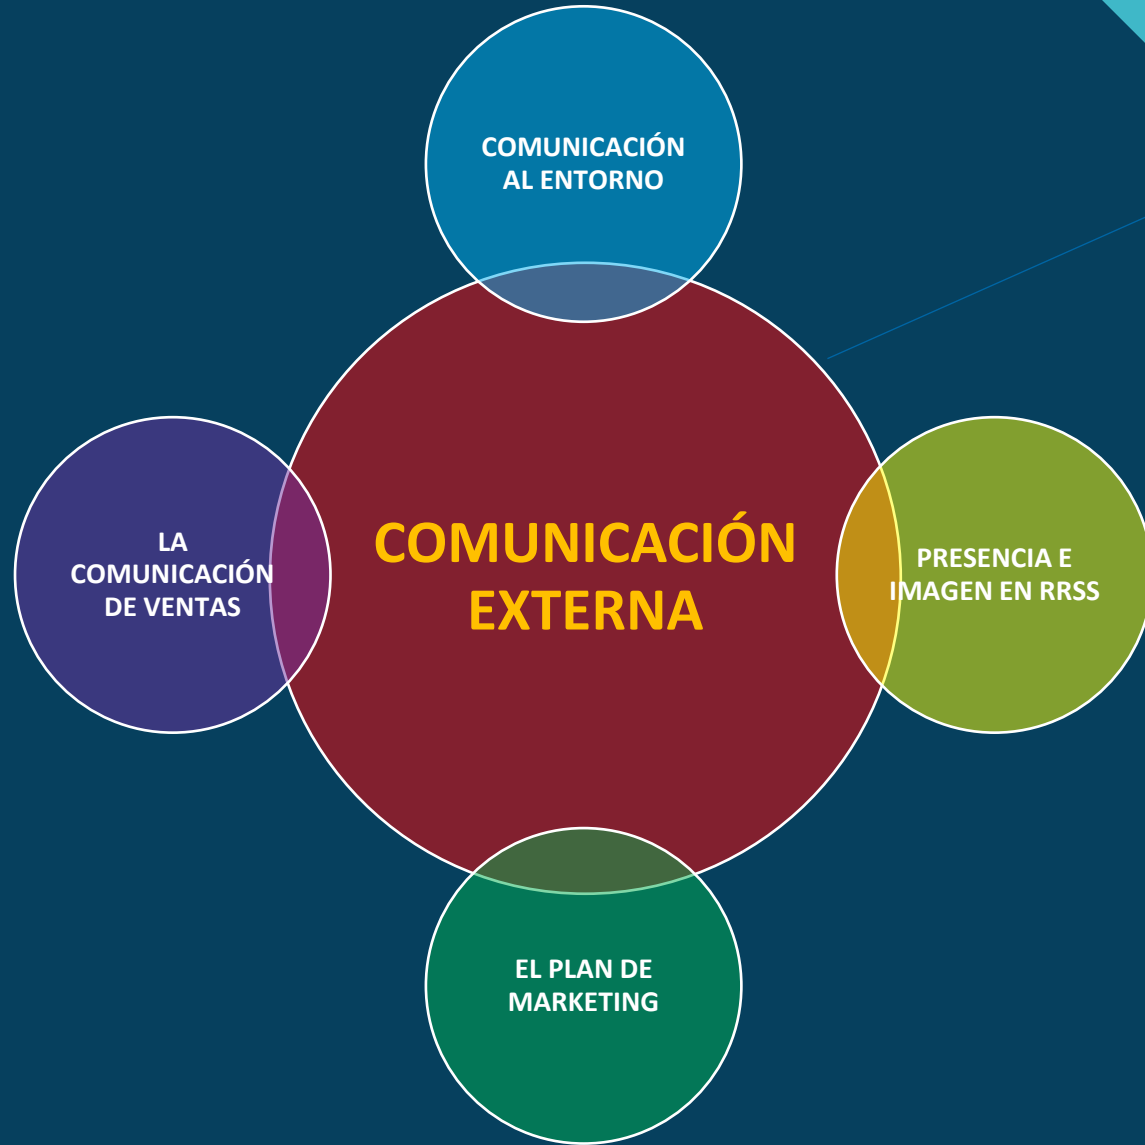 COMUNICACIÓN
AL ENTORNO
LA
COMUNICACIÓN
DE VENTAS
COMUNICACIÓN
EXTERNA
PRESENCIA E
IMAGEN EN RRSS
EL PLAN DE
MARKETING